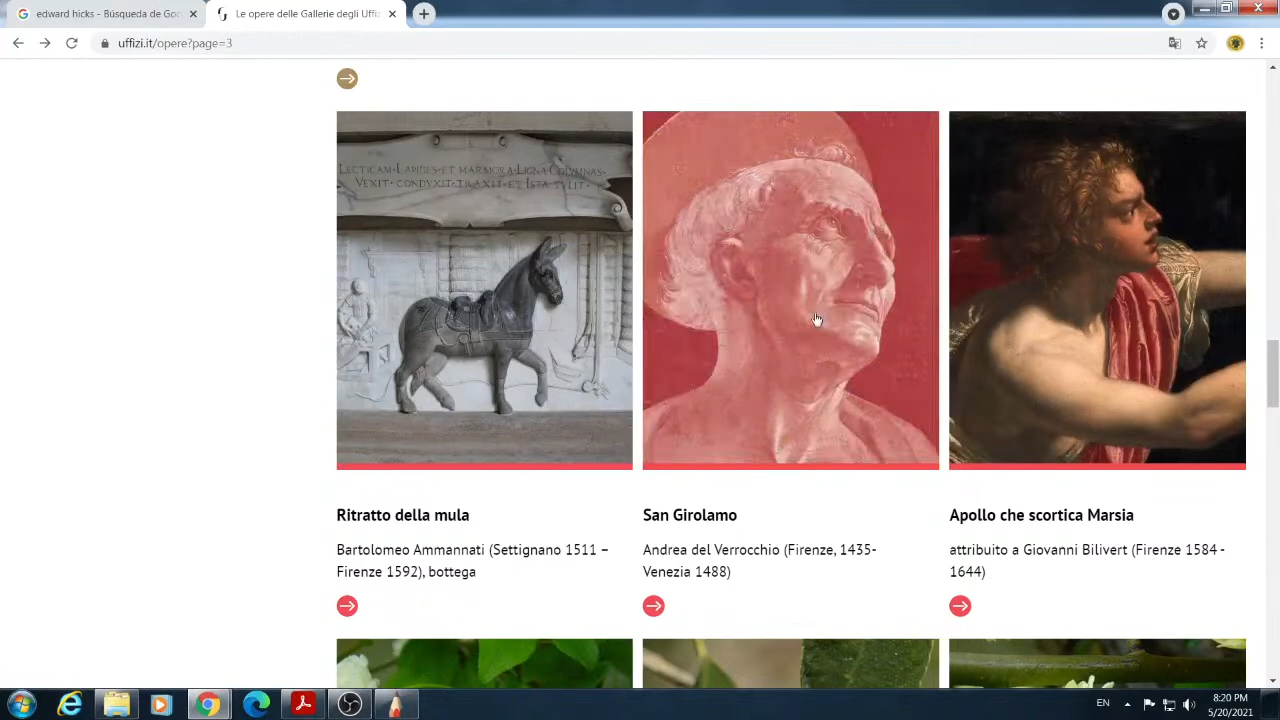 edward hicks - Búsqueda de Goo
Le opere delle Gallerie degli Uffizi
uffizi.it/opere?page=3
LECTICAM·LAPIDES·ET MARMORA·LIGNA COLUMNAS·
VEXIT·CONDVXIT·TRAXIT·ET·ISTA·TVLIT·
Ritratto della mula
San Girolamo
Apollo che scortica Marsia
Bartolomeo Ammannati (Settignano 1511 –
Firenze 1592), bottega
Andrea del Verrocchio (Firenze, 1435-
Venezia 1488)
attribuito a Giovanni Bilivert (Firenze 1584 -
1644)
EN
8:20 PM
5/20/2021